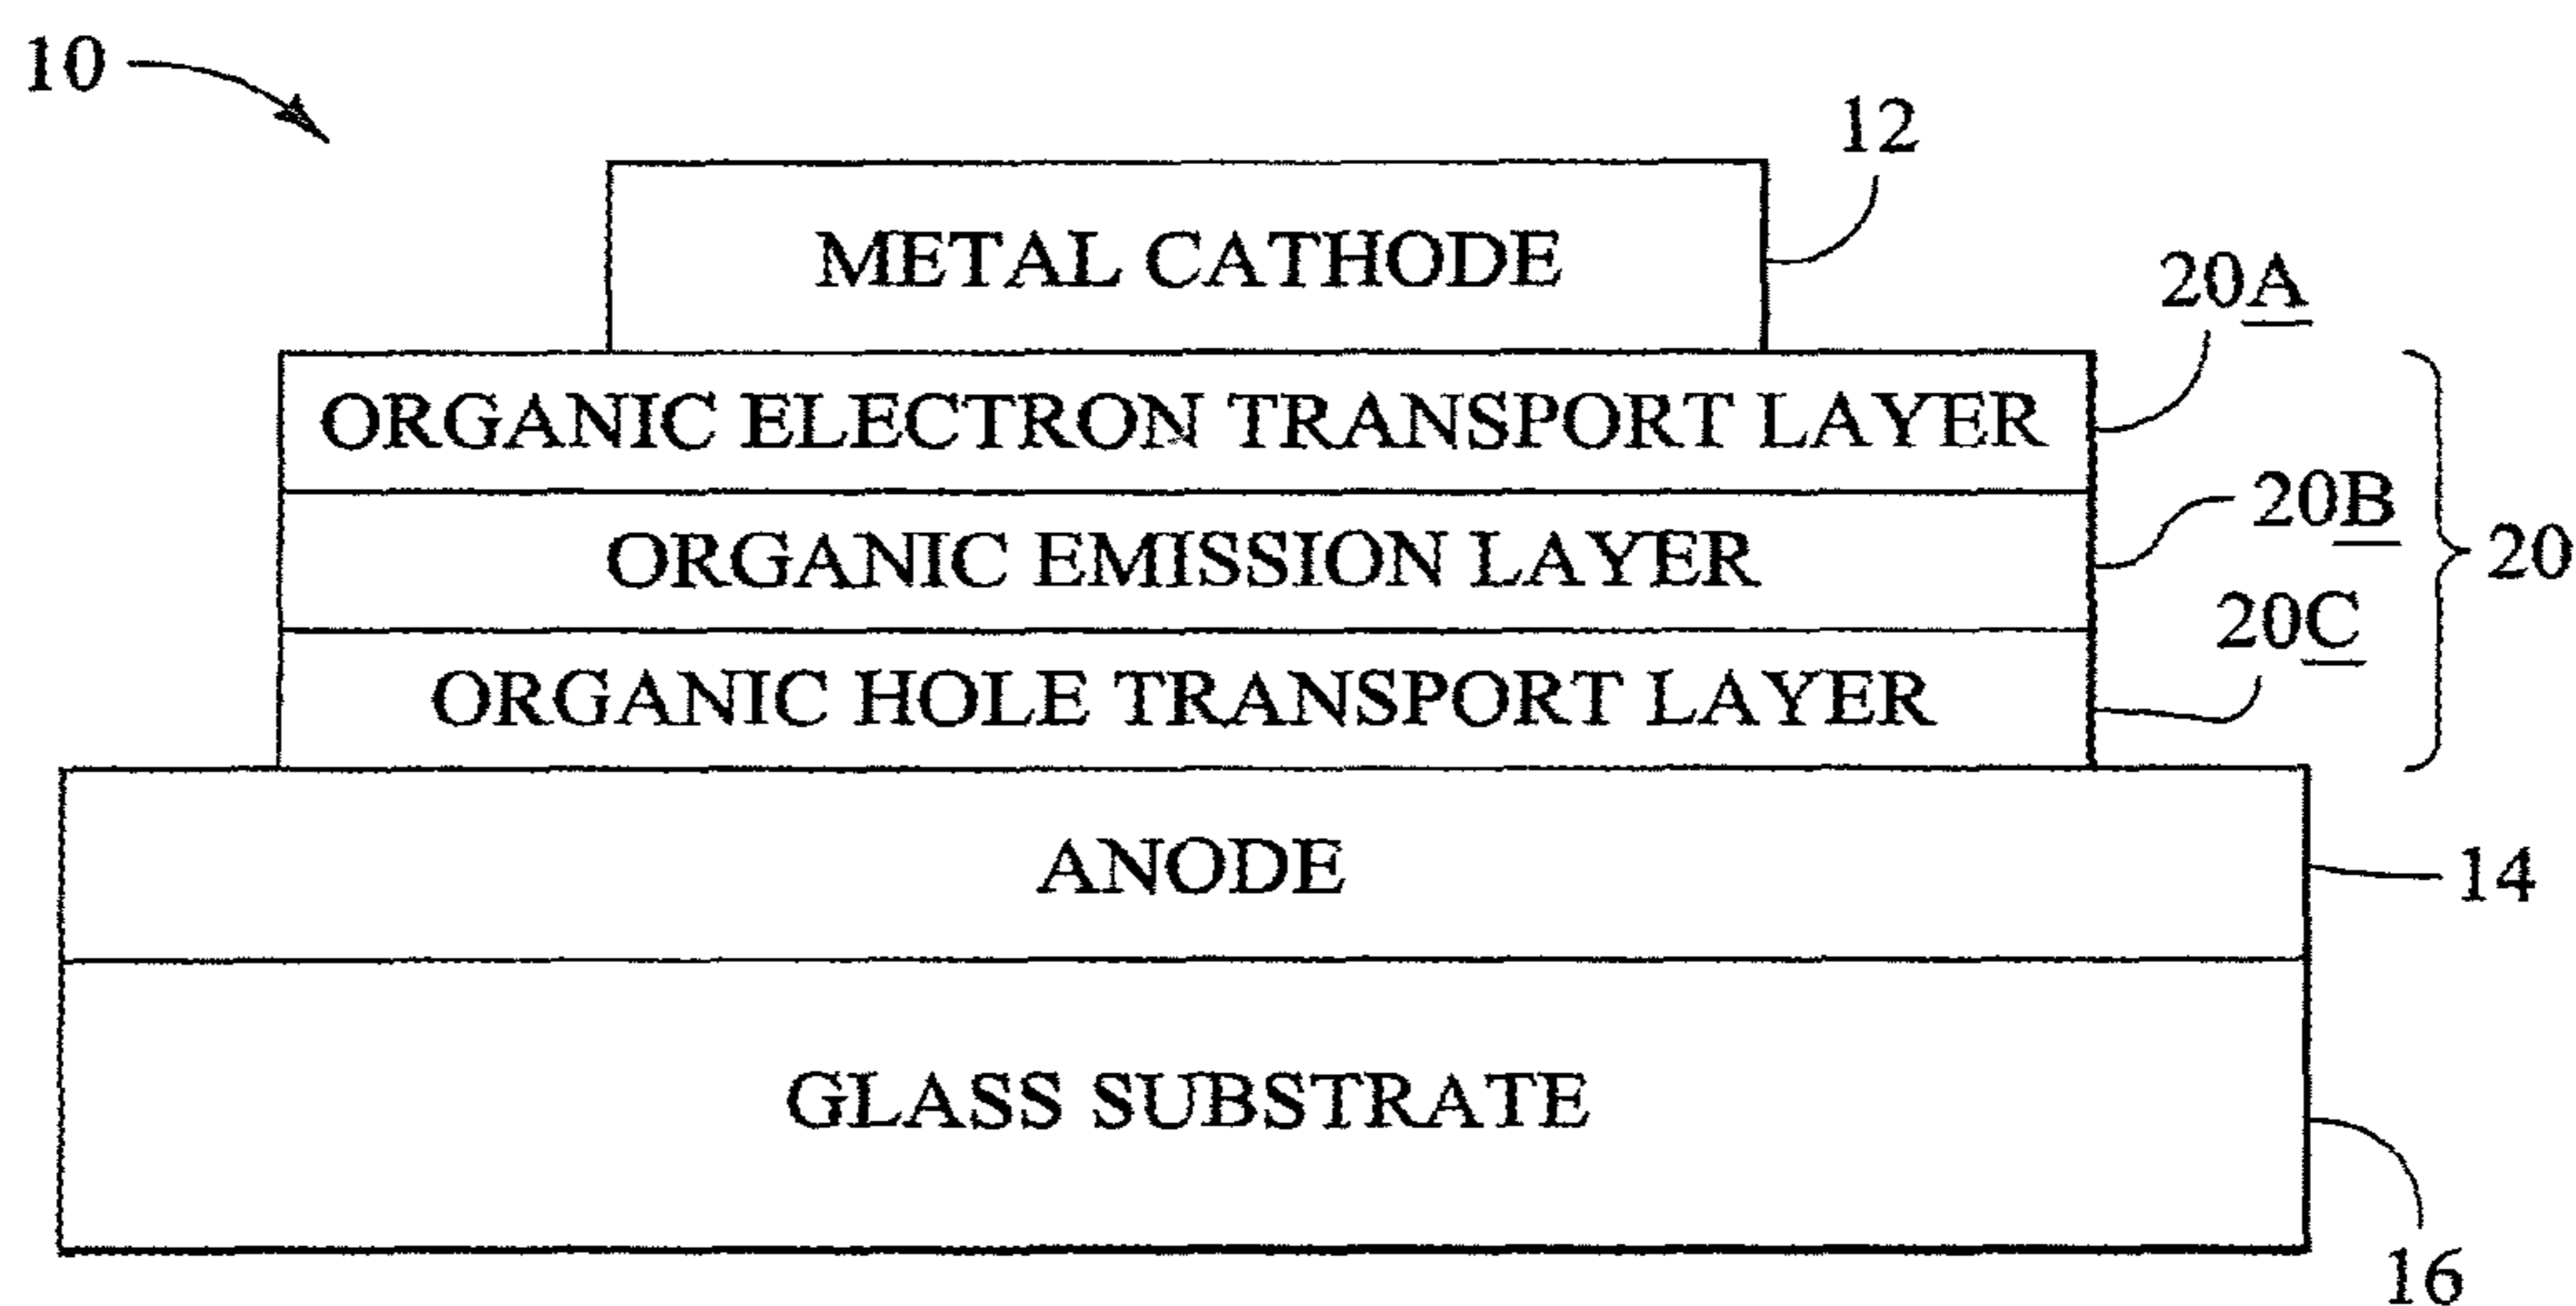 10
12
METAL CATHODE
20A
ORGANIC ELECTRON TRANSPORT LAYER
20B
ORGANIC EMISSION LAYER
20
20C
ORGANIC HOLE TRANSPORT LAYER
ANODE
14
GLASS SUBSTRATE
16